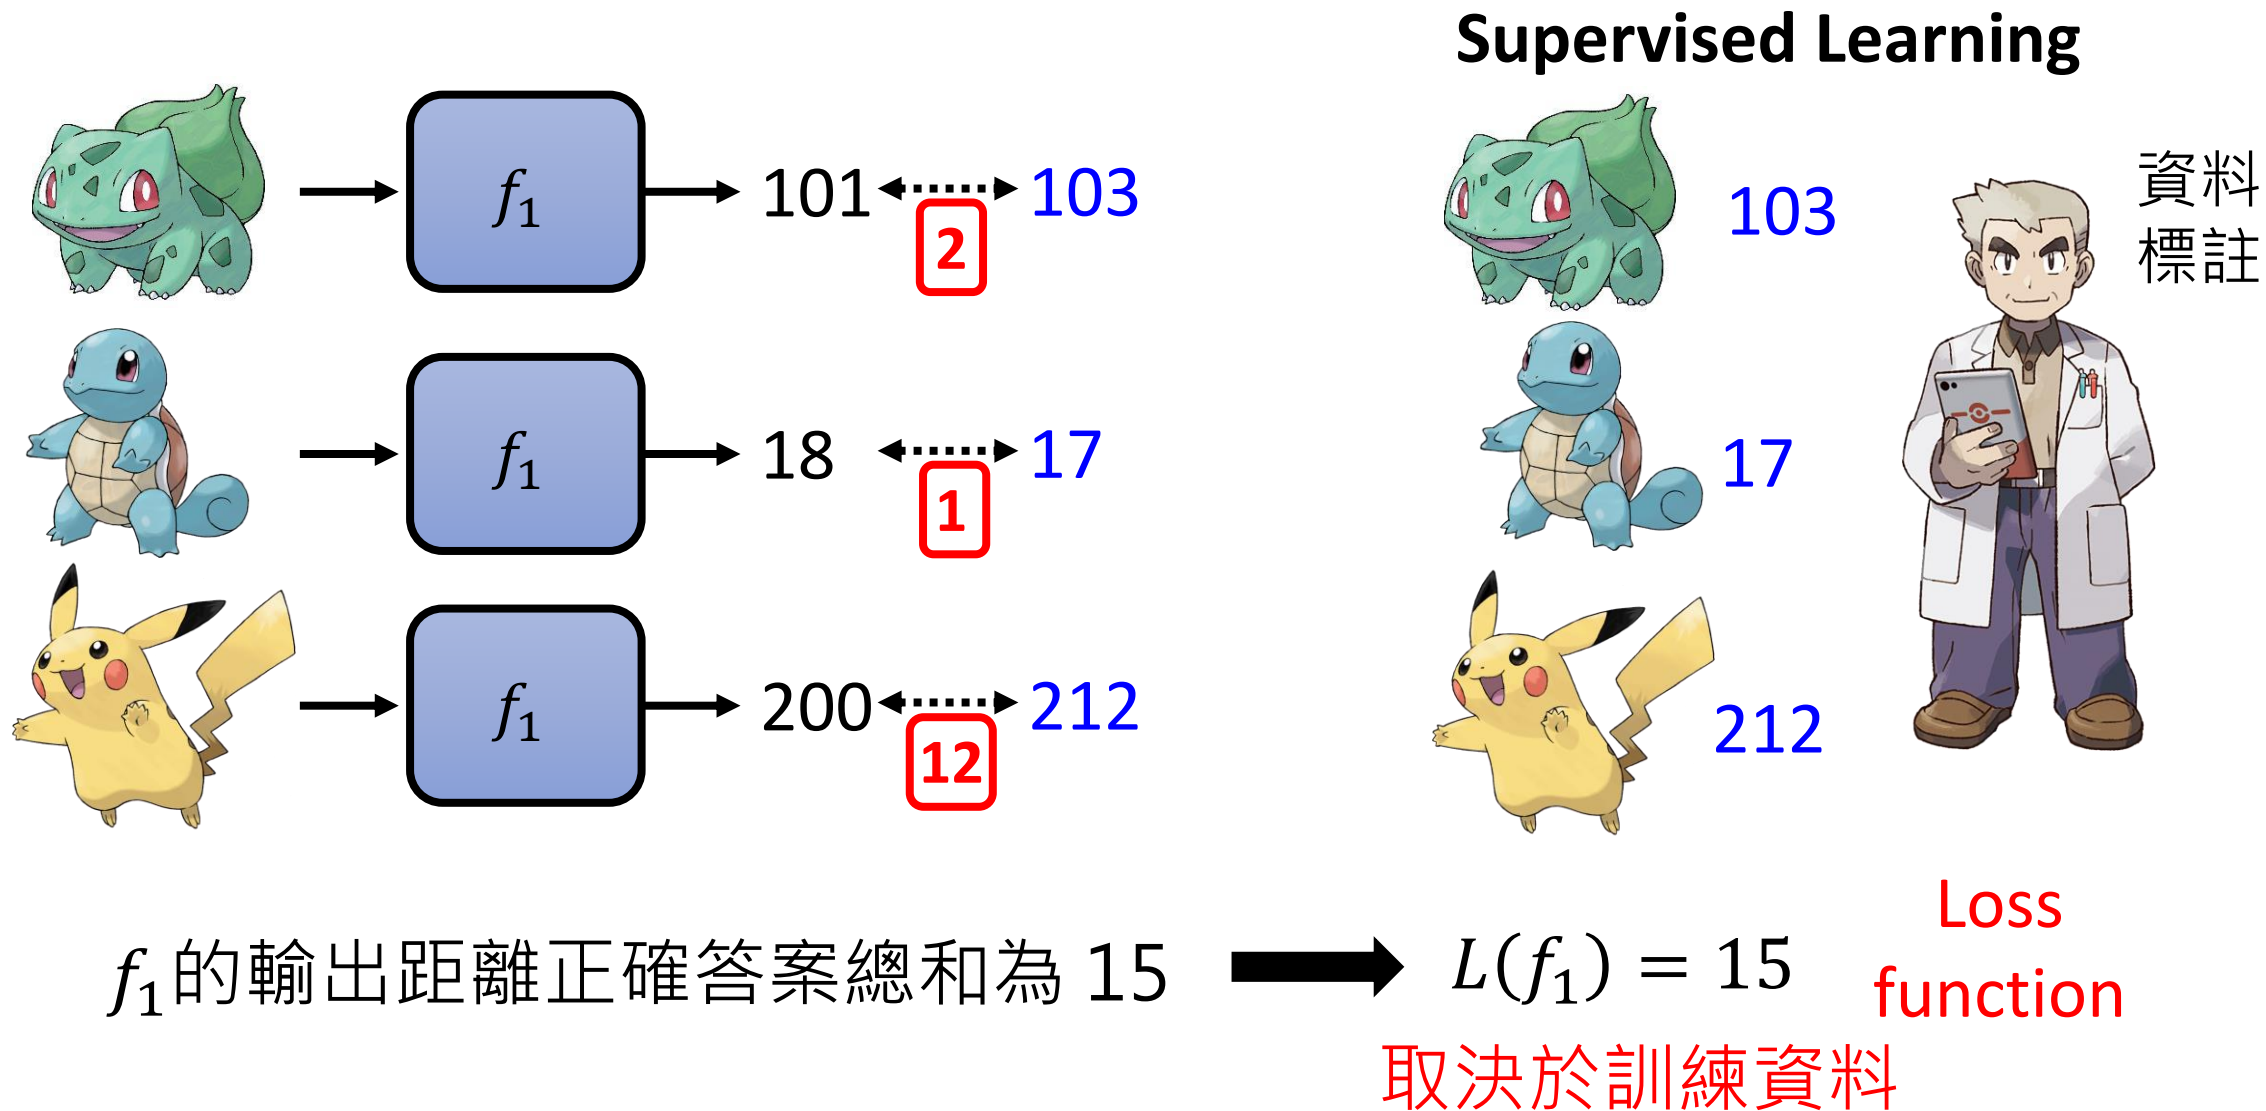 Supervised Learning
f₁
101
103
2
f₁
18
17
1
f₁
200
212
12
103
17
212
資料
標註
f₁的輸出距離正確答案總和為 15
L(f₁) = 15
Loss
function
取決於訓練資料